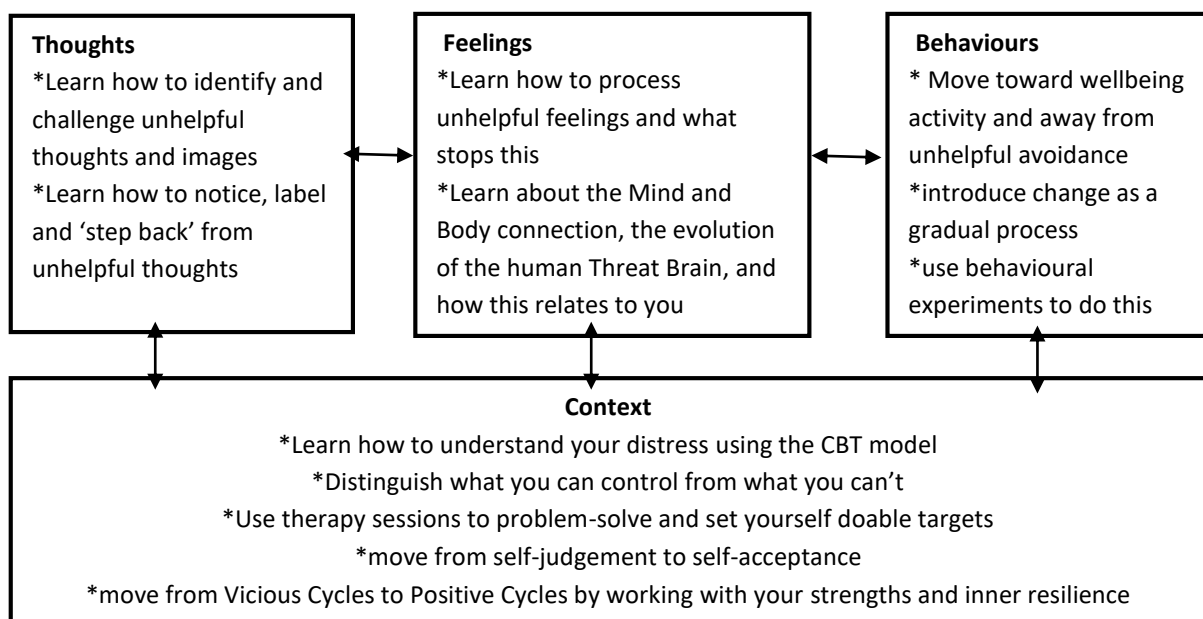 Thoughts
*Learn how to identify and
challenge unhelpful
thoughts and images
*Learn how to notice, label
and ‘step back’ from
unhelpful thoughts
Feelings
*Learn how to process
unhelpful feelings and what
stops this
*Learn about the Mind and
Body connection, the evolution
of the human Threat Brain, and
how this relates to you
Behaviours
* Move toward wellbeing
activity and away from
unhelpful avoidance
*introduce change as a
gradual process
*use behavioural
experiments to do this
Context
*Learn how to understand your distress using the CBT model
*Distinguish what you can control from what you can’t
*Use therapy sessions to problem-solve and set yourself doable targets
*move from self-judgement to self-acceptance
*move from Vicious Cycles to Positive Cycles by working with your strengths and inner resilience